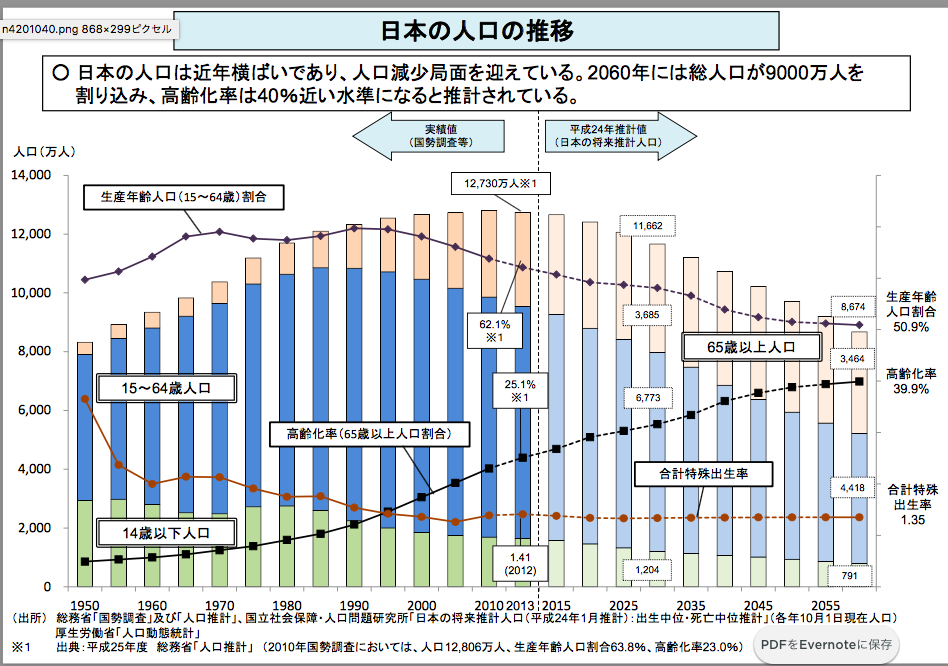 n4201040.png 868×299ピクセル
日本の人口の推移
○ 日本の人口は近年横ばいであり、人口減少局面を迎えている。2060年には総人口が9000万人を
割り込み、高齢化率は40%近い水準になると推計されている。
実績値
(国勢調査等)
平成24年推計値
(日本の将来推計人口)
人口(万人)
14,000
12,000
10,000
8,000
6,000
4,000
2,000
0
生産年齢人口(15~64歳)割合
12,730万人※1
11,662
3,685
6,773
1,204
62.1%
※1
25.1%
※1
1.41
(2012)
15~64歳人口
14歳以下人口
高齢化率(65歳以上人口割合)
65歳以上人口
合計特殊出生率
8,674
3,464
4,418
791
生産年齢
人口割合
50.9%
高齢化率
39.9%
合計特殊
出生率
1.35
1950 1960 1970 1980 1990 2000 2010 2013 2015 2025 2035 2045 2055
(出所) 総務省「国勢調査」及び「人口推計」、国立社会保障・人口問題研究所「日本の将来推計人口(平成24年1月推計):出生中位・死亡中位推計」(各年10月1日現在人口)
厚生労働省「人口動態統計」
※1 出典:平成25年度 総務省「人口推計」 (2010年国勢調査においては、人口12,806万人、生産年齢人口割合63.8%、高齢化率23.0%)
PDFをEvernoteに保存